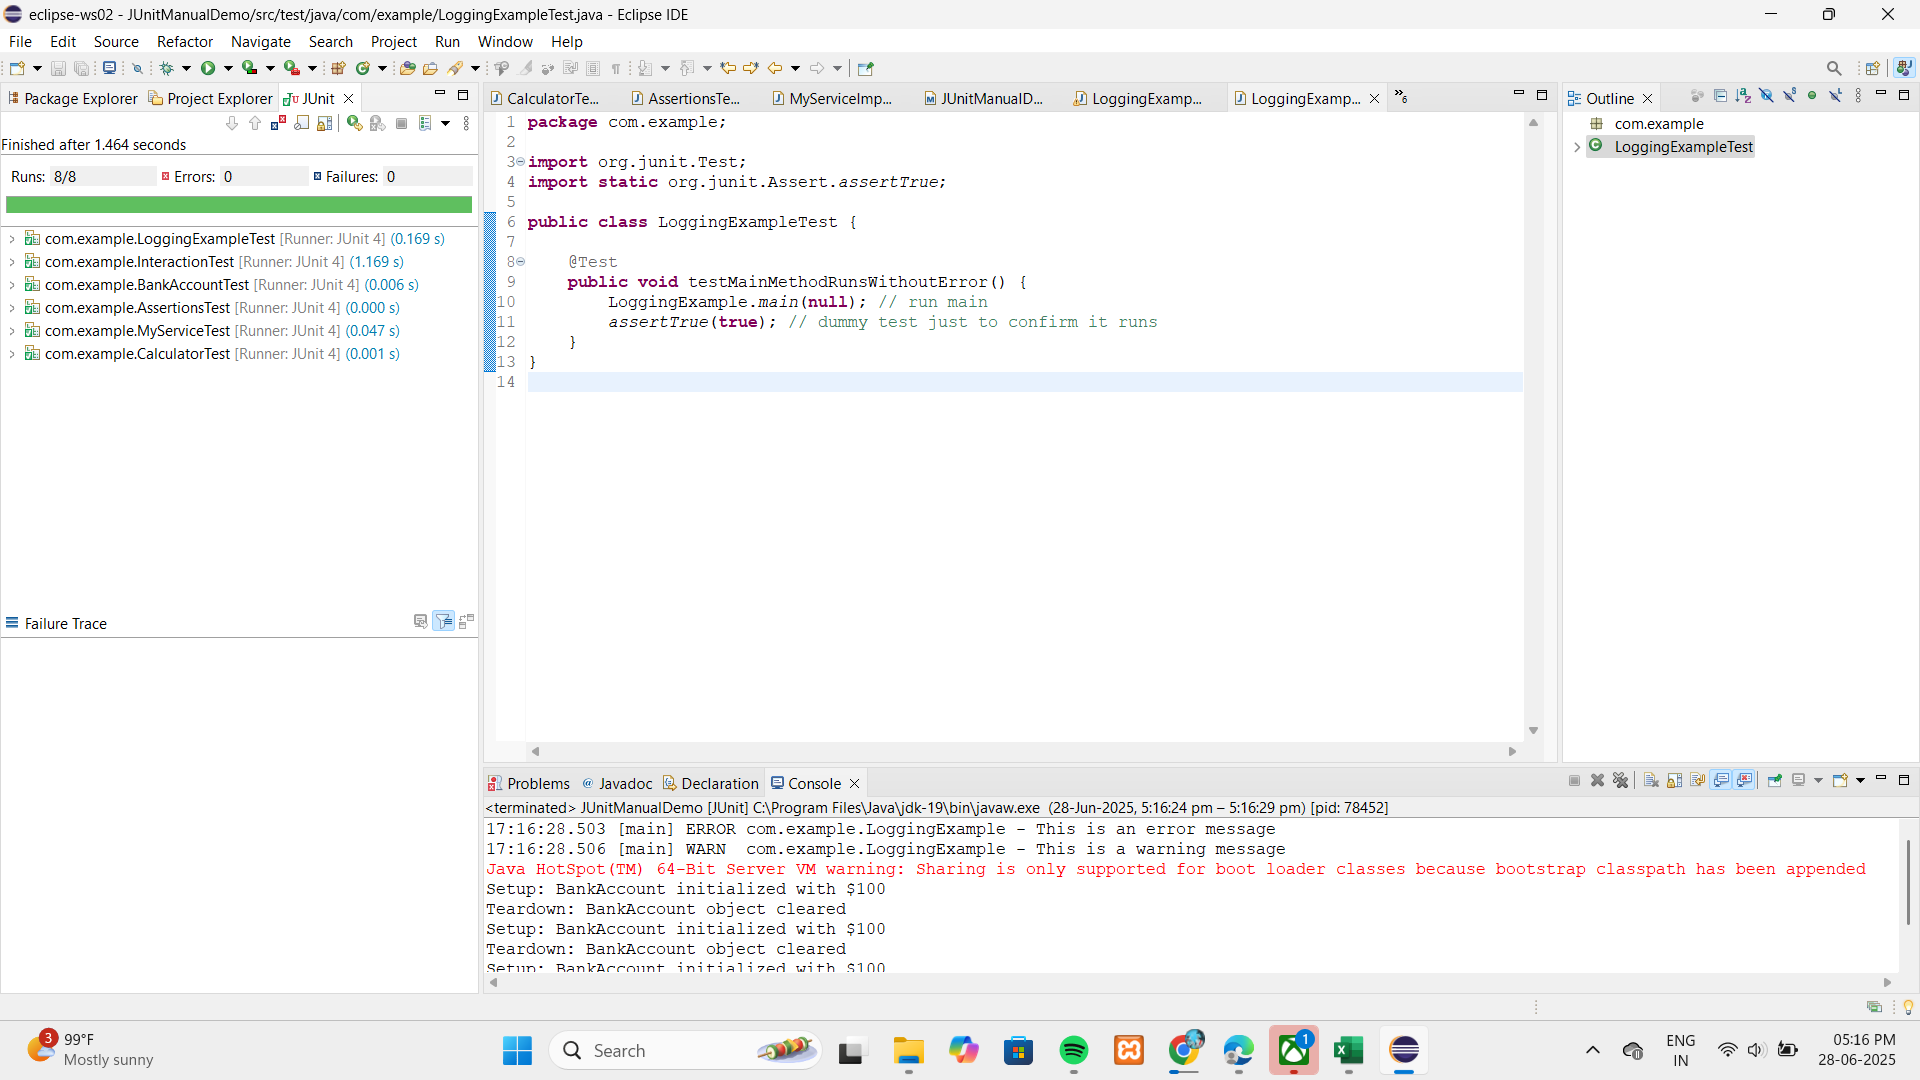 eclipse-ws02 - JUnitManualDemo/src/test/java/com/example/LoggingExampleTest.java - Eclipse IDE
File Edit Source Refactor Navigate Search Project Run Window Help
Package Explorer Project Explorer JUnit
Finished after 1.464 seconds
Runs: 8/8 Errors: 0 Failures: 0
com.example.LoggingExampleTest [Runner: JUnit 4] (0.169 s)
com.example.InteractionTest [Runner: JUnit 4] (1.169 s)
com.example.BankAccountTest [Runner: JUnit 4] (0.006 s)
com.example.AssertionsTest [Runner: JUnit 4] (0.000 s)
com.example.MyServiceTest [Runner: JUnit 4] (0.047 s)
com.example.CalculatorTest [Runner: JUnit 4] (0.001 s)
Failure Trace
CalculatorTe... AssertionsTe... MyServiceImp... JUnitManualD... LoggingExamp... LoggingExamp... »6
1 package com.example;
2
3 import org.junit.Test;
4 import static org.junit.Assert.assertTrue;
5
6 public class LoggingExampleTest {
7
8 @Test
9 public void testMainMethodRunsWithoutError() {
10 LoggingExample.main(null); // run main
11 assertTrue(true); // dummy test just to confirm it runs
12 }
13 }
14
Outline
com.example
LoggingExampleTest
Problems Javadoc Declaration Console
<terminated> JUnitManualDemo [JUnit] C:\Program Files\Java\jdk-19\bin\javaw.exe (28-Jun-2025, 5:16:24 pm – 5:16:29 pm) [pid: 78452]
17:16:28.503 [main] ERROR com.example.LoggingExample - This is an error message
17:16:28.506 [main] WARN  com.example.LoggingExample - This is a warning message
Java HotSpot(TM) 64-Bit Server VM warning: Sharing is only supported for boot loader classes because bootstrap classpath has been appended
Setup: BankAccount initialized with $100
Teardown: BankAccount object cleared
Setup: BankAccount initialized with $100
Teardown: BankAccount object cleared
Setup: BankAccount initialized with $100
3
99°F
Mostly sunny
Search
1
ENG
IN
05:16 PM
28-06-2025